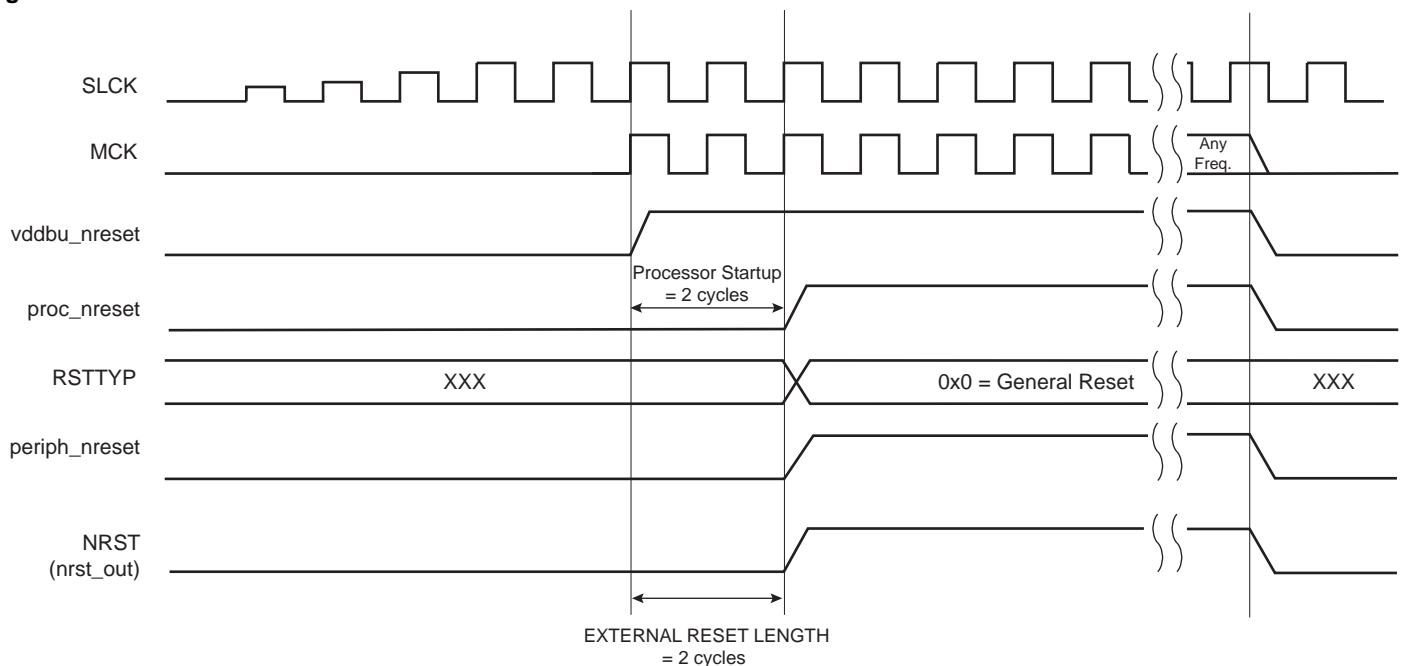 g
SLCK
MCK
Any
Freq.
vddbu_nreset
Processor Startup
= 2 cycles
proc_nreset
RSTTYP
XXX
0x0 = General Reset
XXX
periph_nreset
NRST
(nrst_out)
EXTERNAL RESET LENGTH
= 2 cycles